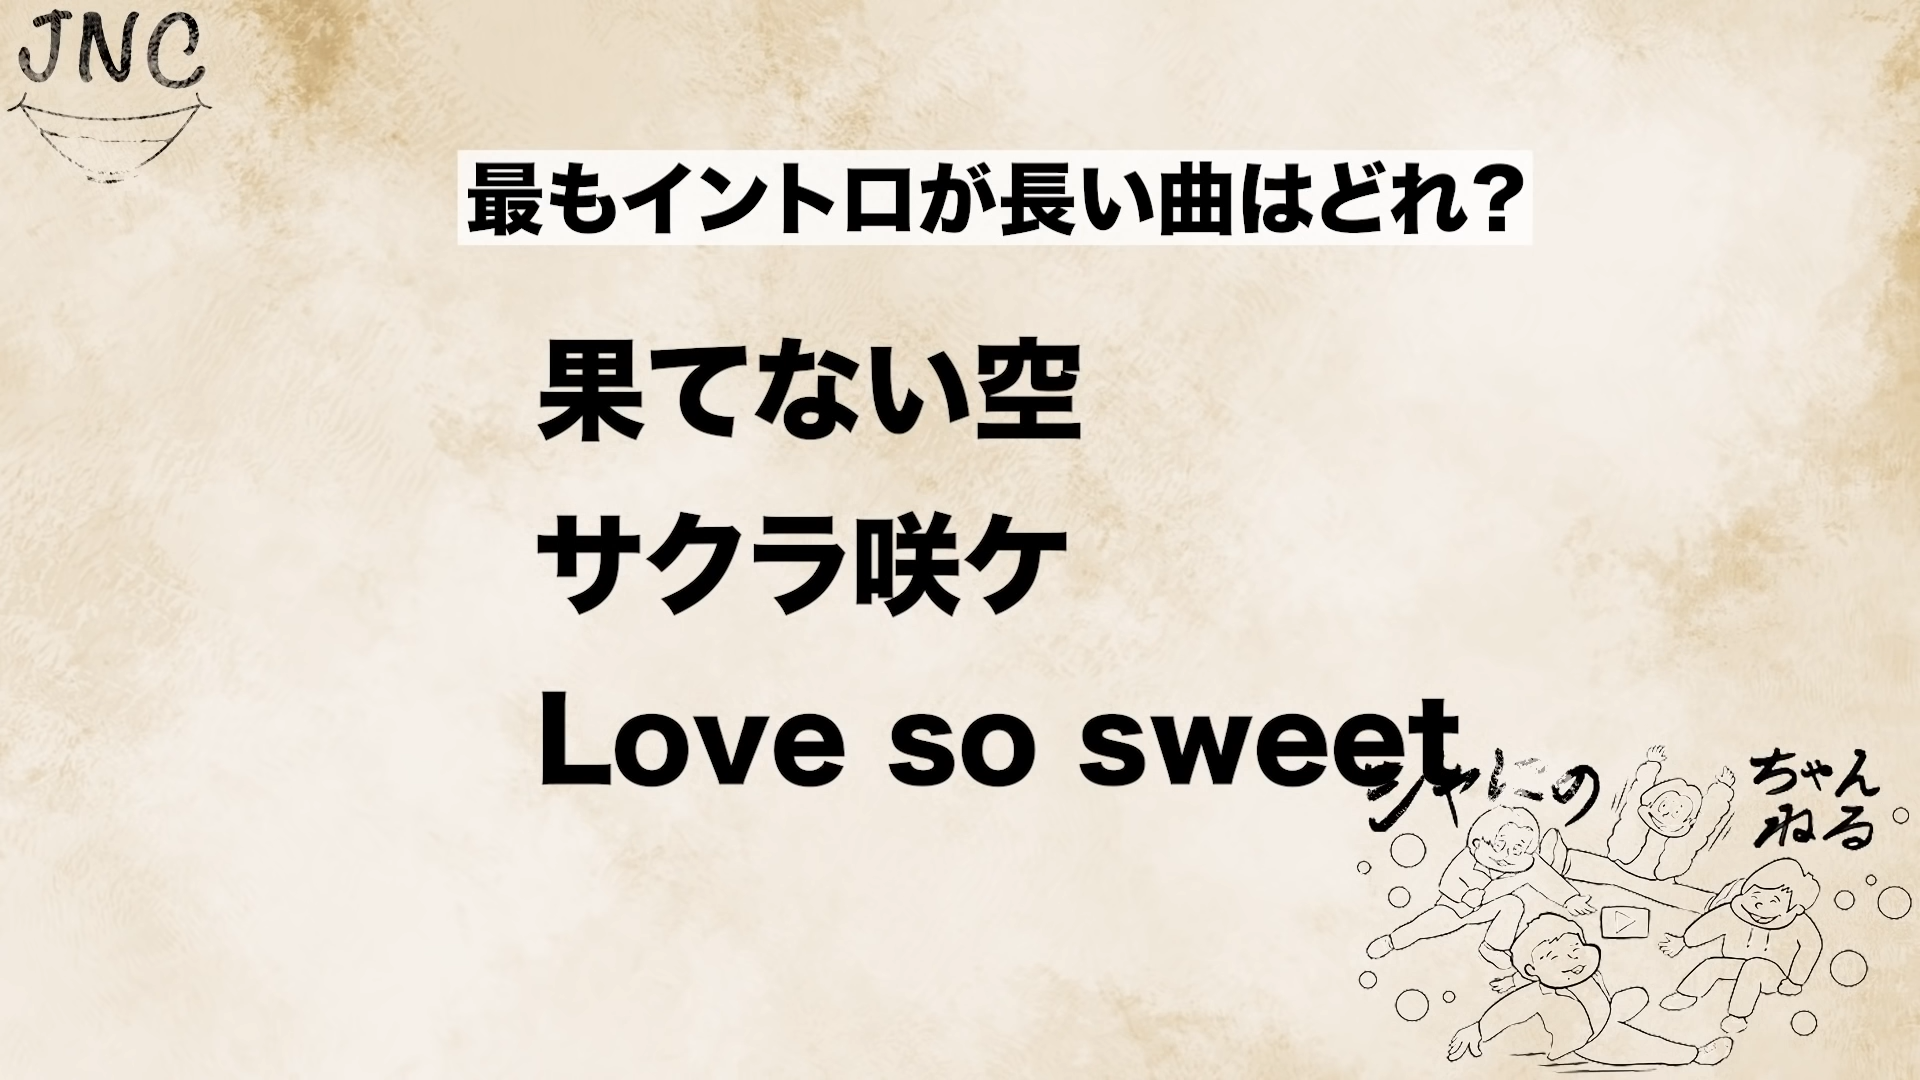 JNC
最もイントロが長い曲はどれ?
果てない空
サクラ咲ケ
Love so sweet
ジャにの
ちゃん
ねる